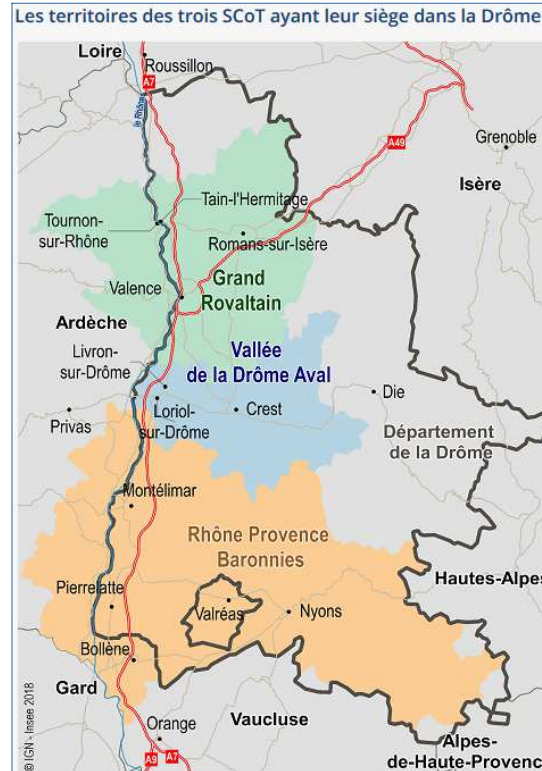 Les territoires des trois SCoT ayant leur siège dans la Drôme
Loire
Roussillon
A7
le Rhône
A49
Grenoble
Isère
Tain-l'Hermitage
Tournon-
sur-Rhône
Romans-sur-Isère
Valence
Grand
Rovaltain
Ardèche
Livron-
sur-Drôme
Vallée
de la Drôme Aval
Die
Privas
Loriol-
sur-Drôme
Crest
Département
de la Drôme
Montélimar
Rhône Provence
Baronnies
Hautes-Alpes
Pierrelatte
Valréas
Nyons
Bollène
Gard
Vaucluse
Orange
A9
A7
Alpes-
de-Haute-Provenc
© IGN - Insee 2018